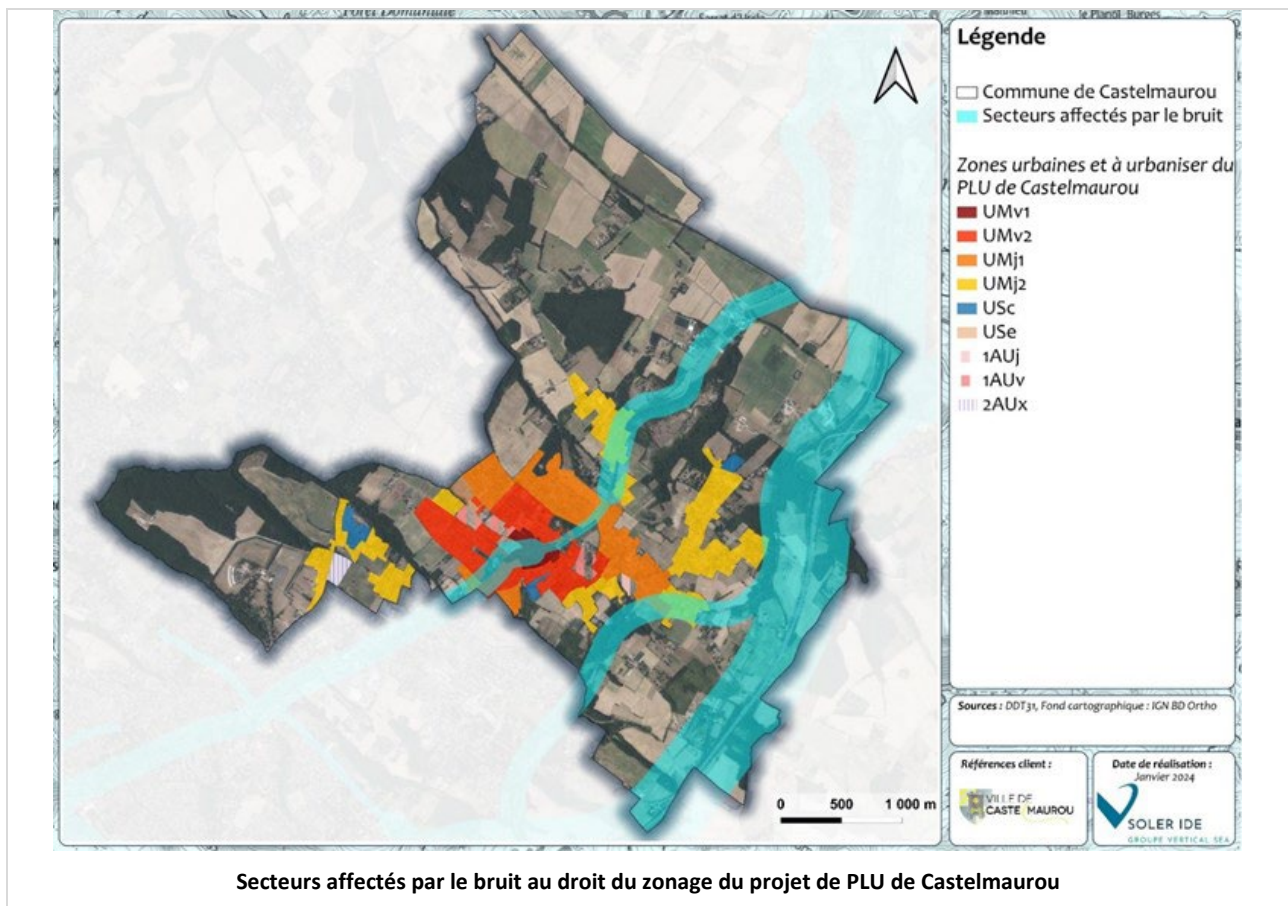 Légende
Commune de Castelmaurou
Secteurs affectés par le bruit
Zones urbaines et à urbaniser du
PLU de Castelmaurou
UMv1
UMv2
UMj1
UMj2
USc
USe
1AUj
1AUv
2AUx
0 500 1 000 m
Sources : DDT31, Fond cartographique : IGN BD Ortho
Références client :
VILLE DE
CASTE MAUROU
Date de réalisation :
Janvier 2024
SOLER IDE
GROUPE VERTICAL SEA
Secteurs affectés par le bruit au droit du zonage du projet de PLU de Castelmaurou